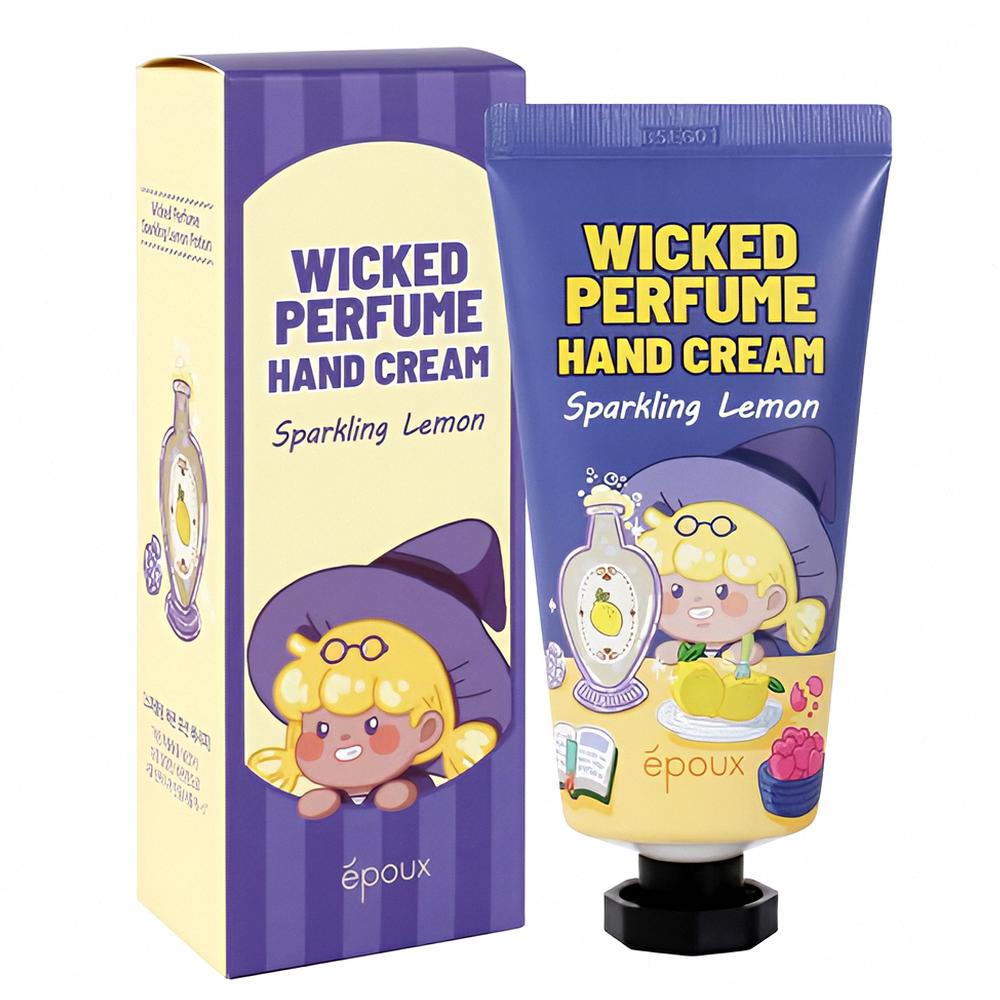 WICKED
PERFUME
HAND CREAM
Sparkling Lemon
époux
WICKED
PERFUME
HAND CREAM
Sparkling Lemon
époux